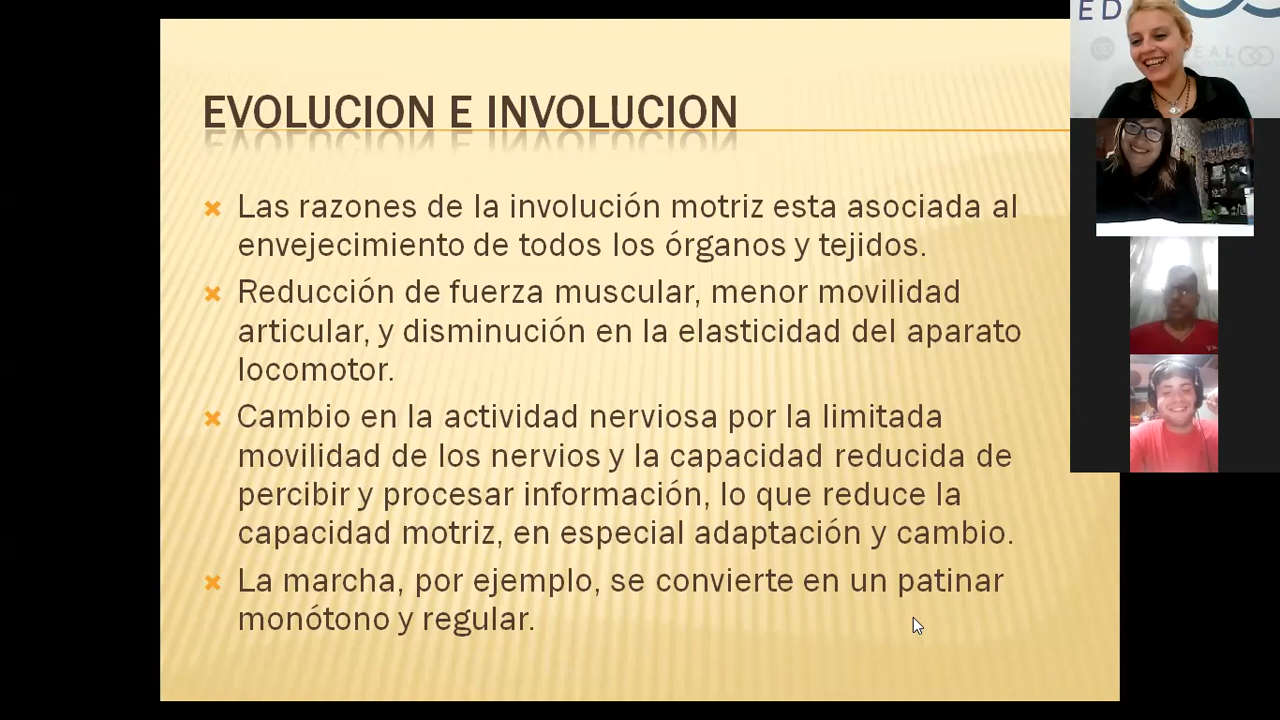 EVOLUCION E INVOLUCION
Las razones de la involución motriz esta asociada al
envejecimiento de todos los órganos y tejidos.
Reducción de fuerza muscular, menor movilidad
articular, y disminución en la elasticidad del aparato
locomotor.
Cambio en la actividad nerviosa por la limitada
movilidad de los nervios y la capacidad reducida de
percibir y procesar información, lo que reduce la
capacidad motriz, en especial adaptación y cambio.
La marcha, por ejemplo, se convierte en un patinar
monótono y regular.
ED